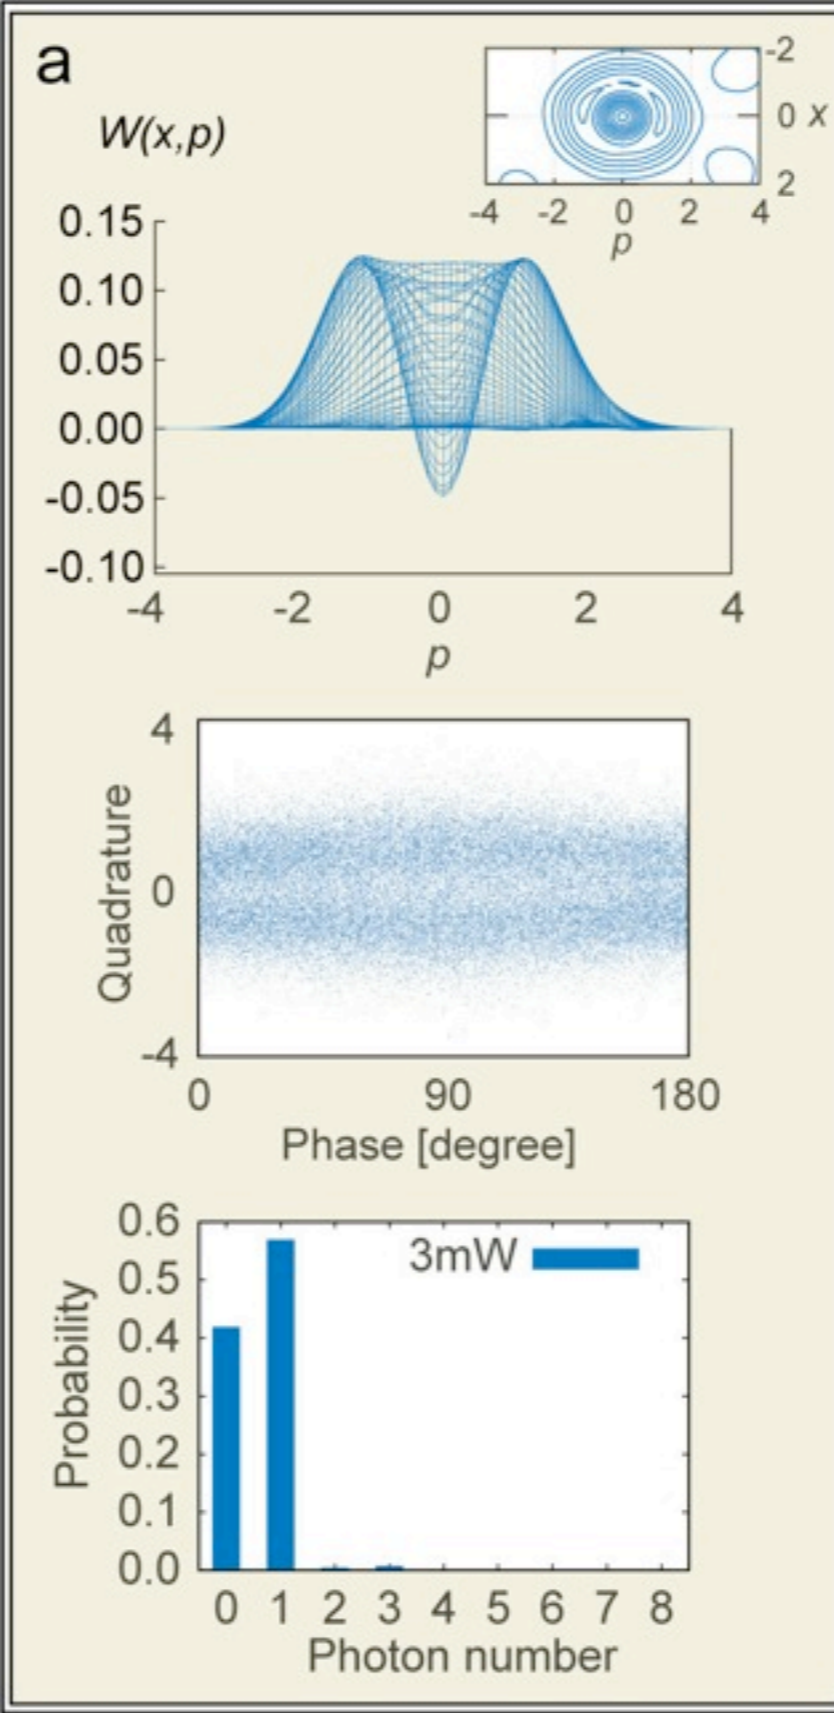 a
W(x,p)
-2
0 x
2
-4 -2 0 2 4
p
0.15
0.10
0.05
0.00
-0.05
-0.10
-4 -2 0 2 4
p
4
Quadrature
0
-4
0 90 180
Phase [degree]
0.6
3mW
0.5
0.4
Probability
0.3
0.2
0.1
0.0
0 1 2 3 4 5 6 7 8
Photon number